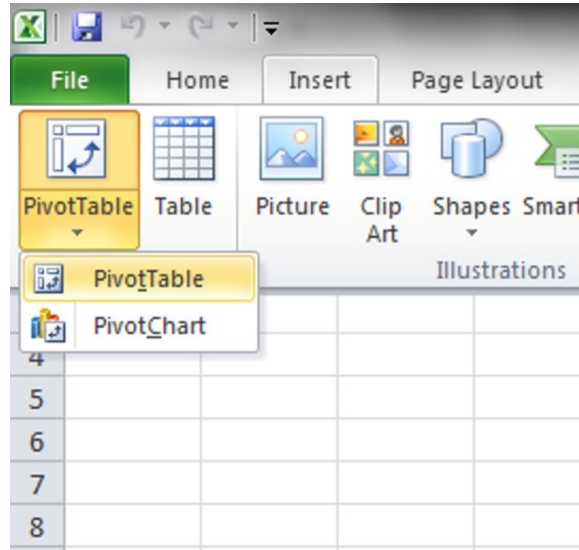 File Home Insert Page Layout
PivotTable Table Picture Clip Art Shapes Smart
Illustrations
PivotTable
PivotChart
4
5
6
7
8